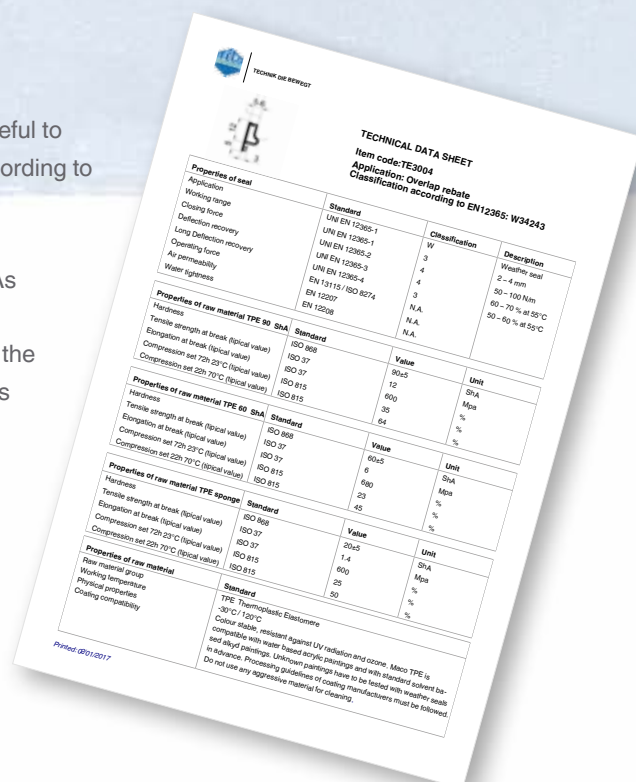 eful to
ording to
As
the
s
TECHNIK DIE BEWEGT
TECHNICAL DATA SHEET
Item code:TE3004
Application: Overlap rebate
Classification according to EN12365: W34243
Properties of seal Standard Classification Description
Application UNI EN 12365-1 W Weather seal
Working range UNI EN 12365-1 3 2 – 4 mm
Closing force UNI EN 12365-2 4 50 – 100 N/m
Deflection recovery UNI EN 12365-3 4 60 – 70 % at 55°C
Long Deflection recovery UNI EN 12365-4 3 50 – 60 % at 55°C
Operating force EN 13115 / ISO 8274 N.A.
Air permeability EN 12207 N.A.
Water tightness EN 12208 N.A.
Properties of raw material TPE 90 ShA Standard Value Unit
Hardness ISO 868 90±5 ShA
Tensile strength at break (tipical value) ISO 37 12 Mpa
Elongation at break (tipical value) ISO 37 600 %
Compression set 72h 23°C (tipical value) ISO 815 35 %
Compression set 22h 70°C (tipical value) ISO 815 64 %
Properties of raw material TPE 60 ShA Standard Value Unit
Hardness ISO 868 60±5 ShA
Tensile strength at break (tipical value) ISO 37 6 Mpa
Elongation at break (tipical value) ISO 37 680 %
Compression set 72h 23°C (tipical value) ISO 815 23 %
Compression set 22h 70°C (tipical value) ISO 815 45 %
Properties of raw material TPE sponge Standard Value Unit
Hardness ISO 868 20±5 ShA
Tensile strength at break (tipical value) ISO 37 1.4 Mpa
Elongation at break (tipical value) ISO 37 600 %
Compression set 72h 23°C (tipical value) ISO 815 25 %
Compression set 22h 70°C (tipical value) ISO 815 50 %
Properties of raw material Standard
Raw material group TPE Thermoplastic Elastomere
Working temperature -30°C / 120°C
Physical properties Colour stable, resistant against UV radiation and ozone. Maco TPE is
Coating compatibility compatible with water based acrylic paintings and with standard solvent ba-
sed alkyd paintings. Unknown paintings have to be tested with weather seals
in advance. Processing guidelines of coating manufacturers must be followed.
Do not use any aggressive material for cleaning.